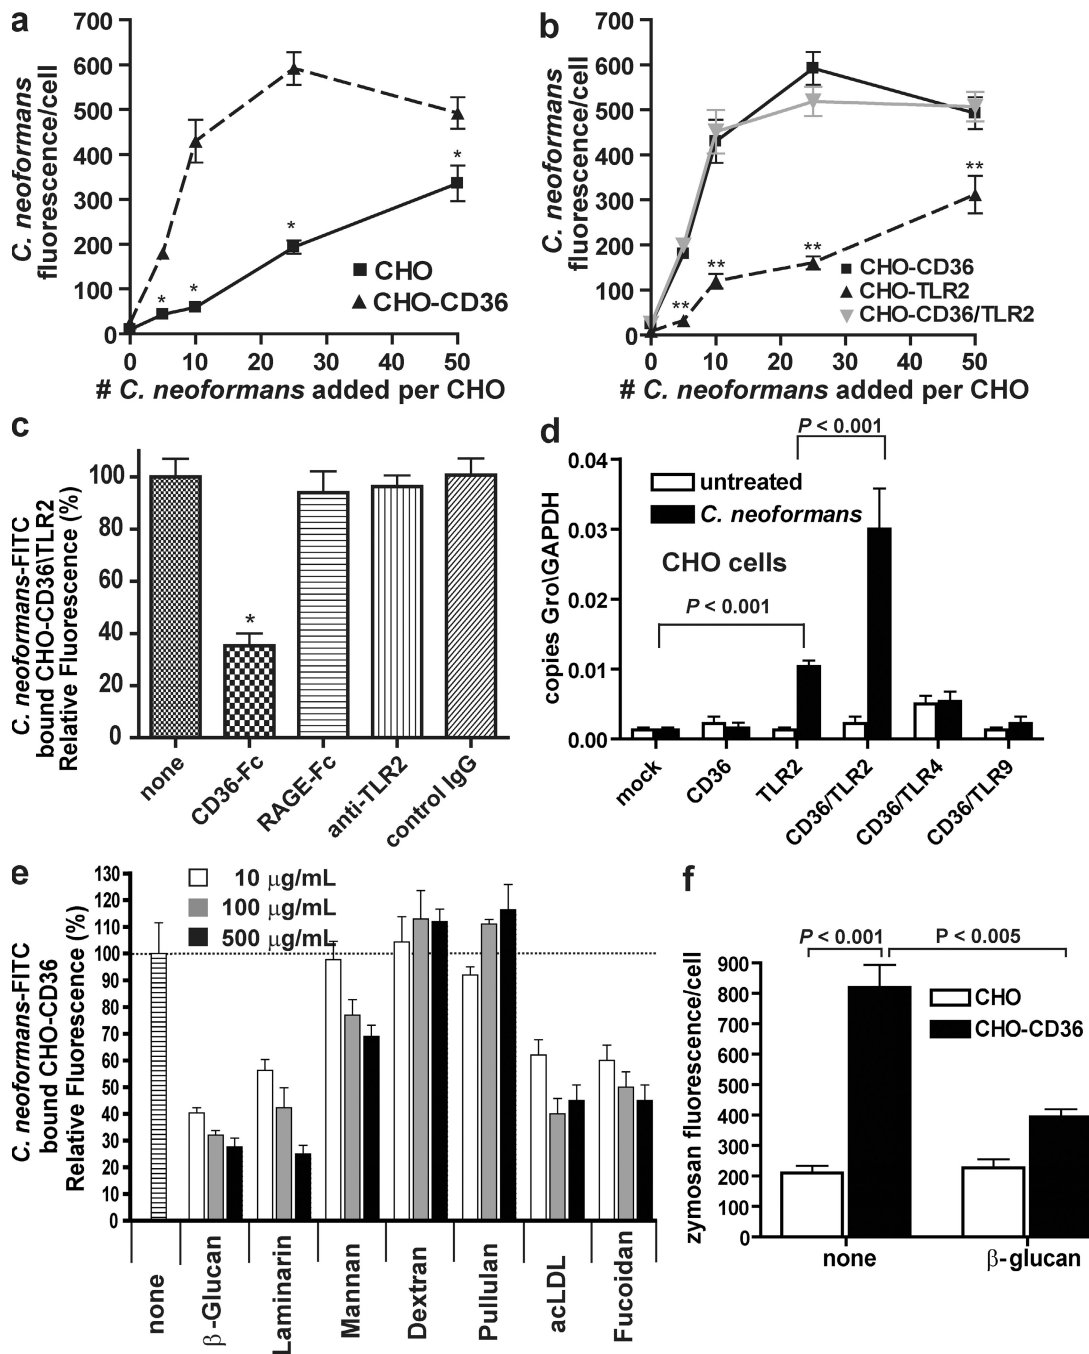 a
C. neoformans
fluorescence/cell
700
600
500
400
300
200
100
0
*
*
*
*
CHO
CHO-CD36
0 10 20 30 40 50
# C. neoformans added per CHO
b
C. neoformans
fluorescence/cell
700
600
500
400
300
200
100
0
**
**
**
**
CHO-CD36
CHO-TLR2
CHO-CD36/TLR2
0 10 20 30 40 50
# C. neoformans added per CHO
c
C. neoformans-FITC
bound CHO-CD36\TLR2
Relative Fluorescence (%)
100
80
60
40
20
0
*
none
CD36-Fc
RAGE-Fc
anti-TLR2
control IgG
d
copies Gro\GAPDH
0.04
0.03
0.02
0.01
0.00
P < 0.001
untreated
C. neoformans
CHO cells
P < 0.001
mock
CD36
TLR2
CD36/TLR2
CD36/TLR4
CD36/TLR9
e
C. neoformans-FITC
bound CHO-CD36
Relative Fluorescence (%)
130
120
110
100
90
80
70
60
50
40
30
20
10
0
10 μg/mL
100 μg/mL
500 μg/mL
none
β-Glucan
Laminarin
Mannan
Dextran
Pullulan
acLDL
Fucoidan
f
zymosan fluorescence/cell
900
800
700
600
500
400
300
200
100
0
P < 0.001
P < 0.005
CHO
CHO-CD36
none
β-glucan